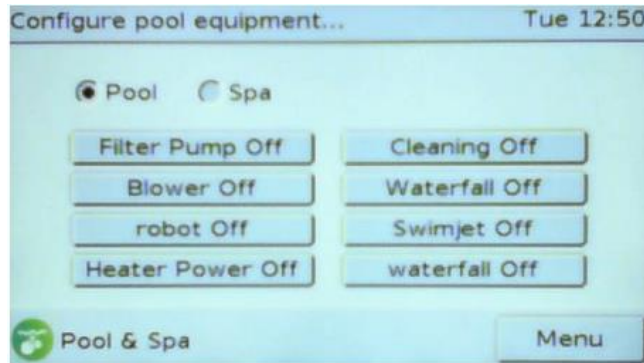 Configure pool equipment... Tue 12:50
Pool Spa
Filter Pump Off Cleaning Off
Blower Off Waterfall Off
robot Off Swimjet Off
Heater Power Off waterfall Off
Pool & Spa Menu